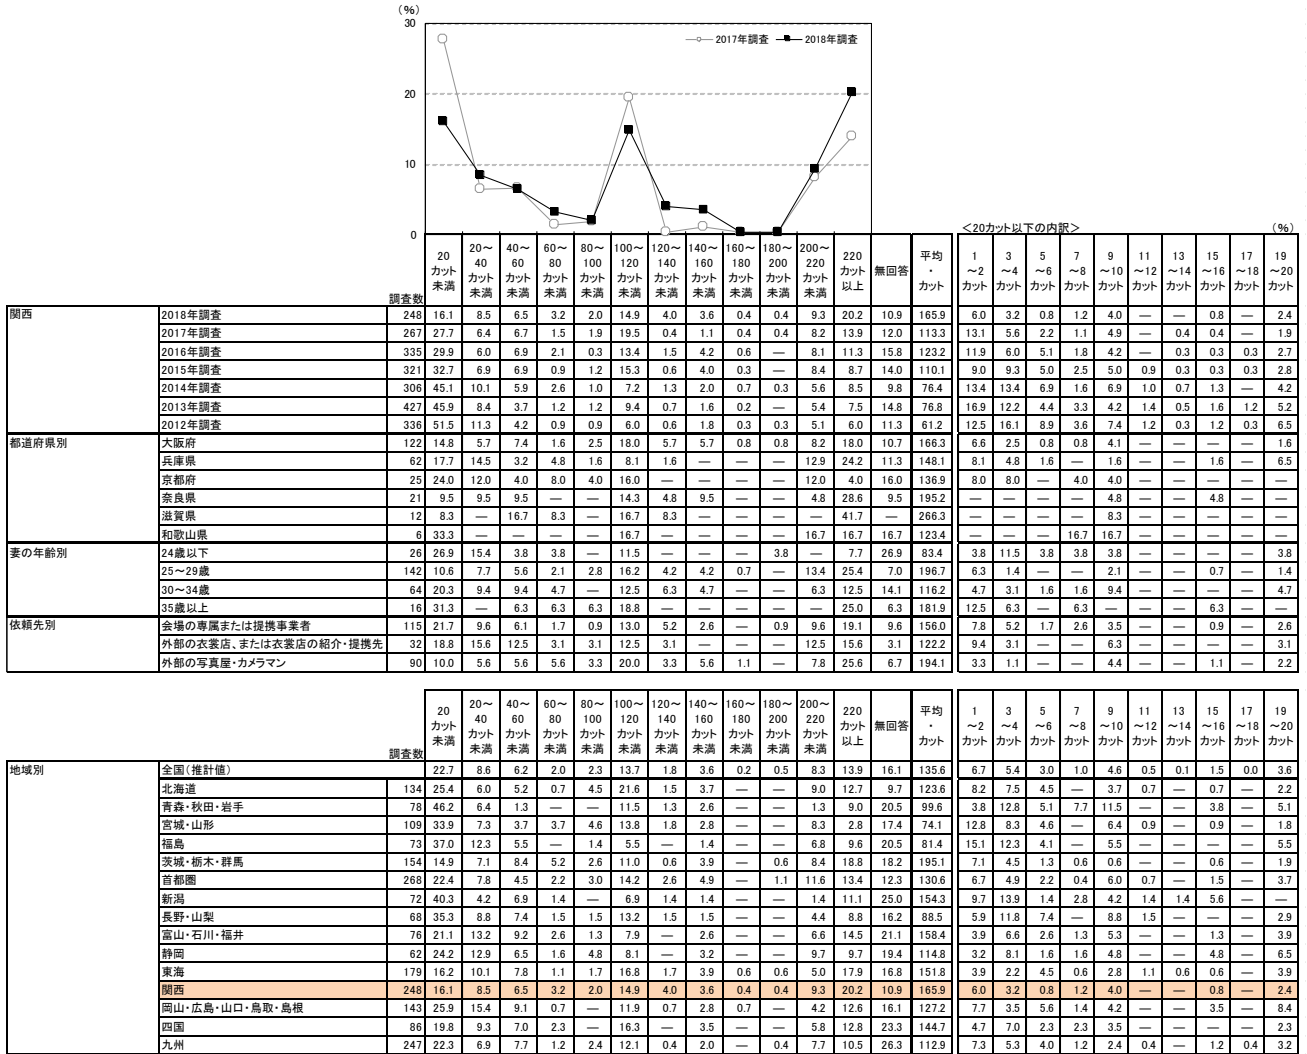 (%)
30
20
10
0
2017年調査 2018年調査
<20カット以下の内訳> (%)
調査数 20カット未満 20～40カット未満 40～60カット未満 60～80カット未満 80～100カット未満 100～120カット未満 120～140カット未満 140～160カット未満 160～180カット未満 180～200カット未満 200～220カット未満 220カット以上 無回答 平均・カット 1～2カット 3～4カット 5～6カット 7～8カット 9～10カット 11～12カット 13～14カット 15～16カット 17～18カット 19～20カット
関西 2018年調査 248 16.1 8.5 6.5 3.2 2.0 14.9 4.0 3.6 0.4 0.4 9.3 20.2 10.9 165.9 6.0 3.2 0.8 1.2 4.0 — — 0.8 — 2.4
2017年調査 267 27.7 6.4 6.7 1.5 1.9 19.5 0.4 1.1 0.4 0.4 8.2 13.9 12.0 113.3 13.1 5.6 2.2 1.1 4.9 — 0.4 0.4 — 1.9
2016年調査 335 29.9 6.0 6.9 2.1 0.3 13.4 1.5 4.2 0.6 — 8.1 11.3 15.8 123.2 11.9 6.0 5.1 1.8 4.2 — 0.3 0.3 0.3 2.7
2015年調査 321 32.7 6.9 6.9 0.9 1.2 15.3 0.6 4.0 0.3 — 8.4 8.7 14.0 110.1 9.0 9.3 5.0 2.5 5.0 0.9 0.3 0.3 0.3 2.8
2014年調査 306 45.1 10.1 5.9 2.6 1.0 7.2 1.3 2.0 0.7 0.3 5.6 8.5 9.8 76.4 13.4 13.4 6.9 1.6 6.9 1.0 0.7 1.3 — 4.2
2013年調査 427 45.9 8.4 3.7 1.2 1.2 9.4 0.7 1.6 0.2 — 5.4 7.5 14.8 76.8 16.9 12.2 4.4 3.3 4.2 1.4 0.5 1.6 1.2 5.2
2012年調査 336 51.5 11.3 4.2 0.9 0.9 6.0 0.6 1.8 0.3 0.3 5.1 6.0 11.3 61.2 12.5 16.1 8.9 3.6 7.4 1.2 0.3 1.2 0.3 6.5
都道府県別 大阪府 122 14.8 5.7 7.4 1.6 2.5 18.0 5.7 5.7 0.8 0.8 8.2 18.0 10.7 166.3 6.6 2.5 0.8 0.8 4.1 — — — — 1.6
兵庫県 62 17.7 14.5 3.2 4.8 1.6 8.1 1.6 — — — 12.9 24.2 11.3 148.1 8.1 4.8 1.6 — 1.6 — — 1.6 — 6.5
京都府 25 24.0 12.0 4.0 8.0 4.0 16.0 — — — — 12.0 4.0 16.0 136.9 8.0 8.0 — 4.0 4.0 — — — — —
奈良県 21 9.5 9.5 9.5 — — 14.3 4.8 9.5 — — 4.8 28.6 9.5 195.2 — — — — 4.8 — — 4.8 — —
滋賀県 12 8.3 — 16.7 8.3 — 16.7 8.3 — — — — 41.7 — 266.3 — — — — 8.3 — — — — —
和歌山県 6 33.3 — — — — 16.7 — — — — 16.7 16.7 16.7 123.4 — — — 16.7 16.7 — — — — —
妻の年齢別 24歳以下 26 26.9 15.4 3.8 3.8 — 11.5 — — — 3.8 — 7.7 26.9 83.4 3.8 11.5 3.8 3.8 3.8 — — — — 3.8
25～29歳 142 10.6 7.7 5.6 2.1 2.8 16.2 4.2 4.2 0.7 — 13.4 25.4 7.0 196.7 6.3 1.4 — — 2.1 — — 0.7 — 1.4
30～34歳 64 20.3 9.4 9.4 4.7 — 12.5 6.3 4.7 — — 6.3 12.5 14.1 116.2 4.7 3.1 1.6 1.6 9.4 — — — — 4.7
35歳以上 16 31.3 — 6.3 6.3 6.3 18.8 — — — — — 25.0 6.3 181.9 12.5 6.3 — 6.3 — — — 6.3 — —
依頼先別 会場の専属または提携事業者 115 21.7 9.6 6.1 1.7 0.9 13.0 5.2 2.6 — 0.9 9.6 19.1 9.6 156.0 7.8 5.2 1.7 2.6 3.5 — — 0.9 — 2.6
外部の衣裳店、または衣裳店の紹介・提携先 32 18.8 15.6 12.5 3.1 3.1 12.5 3.1 — — — 12.5 15.6 3.1 122.2 9.4 3.1 — — 6.3 — — — — 3.1
外部の写真屋・カメラマン 90 10.0 5.6 5.6 5.6 3.3 20.0 3.3 5.6 1.1 — 7.8 25.6 6.7 194.1 3.3 1.1 — — 4.4 — — 1.1 — 2.2
調査数 20カット未満 20～40カット未満 40～60カット未満 60～80カット未満 80～100カット未満 100～120カット未満 120～140カット未満 140～160カット未満 160～180カット未満 180～200カット未満 200～220カット未満 220カット以上 無回答 平均・カット 1～2カット 3～4カット 5～6カット 7～8カット 9～10カット 11～12カット 13～14カット 15～16カット 17～18カット 19～20カット
地域別 全国(推計値) 22.7 8.6 6.2 2.0 2.3 13.7 1.8 3.6 0.2 0.5 8.3 13.9 16.1 135.6 6.7 5.4 3.0 1.0 4.6 0.5 0.1 1.5 0.0 3.6
北海道 134 25.4 6.0 5.2 0.7 4.5 21.6 1.5 3.7 — — 9.0 12.7 9.7 123.6 8.2 7.5 4.5 — 3.7 0.7 — 0.7 — 2.2
青森・秋田・岩手 78 46.2 6.4 1.3 — — 11.5 1.3 2.6 — — 1.3 9.0 20.5 99.6 3.8 12.8 5.1 7.7 11.5 — — 3.8 — 5.1
宮城・山形 109 33.9 7.3 3.7 3.7 4.6 13.8 1.8 2.8 — — 8.3 2.8 17.4 74.1 12.8 8.3 4.6 — 6.4 0.9 — 0.9 — 1.8
福島 73 37.0 12.3 5.5 — 1.4 5.5 — 1.4 — — 6.8 9.6 20.5 81.4 15.1 12.3 4.1 — 5.5 — — — — 5.5
茨城・栃木・群馬 154 14.9 7.1 8.4 5.2 2.6 11.0 0.6 3.9 — 0.6 8.4 18.8 18.2 195.1 7.1 4.5 1.3 0.6 0.6 — — 0.6 — 1.9
首都圏 268 22.4 7.8 4.5 2.2 3.0 14.2 2.6 4.9 — 1.1 11.6 13.4 12.3 130.6 6.7 4.9 2.2 0.4 6.0 0.7 — 1.5 — 3.7
新潟 72 40.3 4.2 6.9 1.4 — 6.9 1.4 1.4 — — 1.4 11.1 25.0 154.3 9.7 13.9 1.4 2.8 4.2 1.4 1.4 5.6 — —
長野・山梨 68 35.3 8.8 7.4 1.5 1.5 13.2 1.5 1.5 — — 4.4 8.8 16.2 88.5 5.9 11.8 7.4 — 8.8 1.5 — — — 2.9
富山・石川・福井 76 21.1 13.2 9.2 2.6 1.3 7.9 — 2.6 — — 6.6 14.5 21.1 158.4 3.9 6.6 2.6 1.3 5.3 — — 1.3 — 3.9
静岡 62 24.2 12.9 6.5 1.6 4.8 8.1 — 3.2 — — 9.7 9.7 19.4 114.8 3.2 8.1 1.6 1.6 4.8 — — 4.8 — 6.5
東海 179 16.2 10.1 7.8 1.1 1.7 16.8 1.7 3.9 0.6 0.6 5.0 17.9 16.8 151.8 3.9 2.2 4.5 0.6 2.8 1.1 0.6 0.6 — 3.9
関西 248 16.1 8.5 6.5 3.2 2.0 14.9 4.0 3.6 0.4 0.4 9.3 20.2 10.9 165.9 6.0 3.2 0.8 1.2 4.0 — — 0.8 — 2.4
岡山・広島・山口・鳥取・島根 143 25.9 15.4 9.1 0.7 — 11.9 0.7 2.8 0.7 — 4.2 12.6 16.1 127.2 7.7 3.5 5.6 1.4 4.2 — — 3.5 — 8.4
四国 86 19.8 9.3 7.0 2.3 — 16.3 — 3.5 — — 5.8 12.8 23.3 144.7 4.7 7.0 2.3 2.3 3.5 — — — — 2.3
九州 247 22.3 6.9 7.7 1.2 2.4 12.1 0.4 2.0 — 0.4 7.7 10.5 26.3 112.9 7.3 5.3 4.0 1.2 2.4 0.4 — 1.2 0.4 3.2